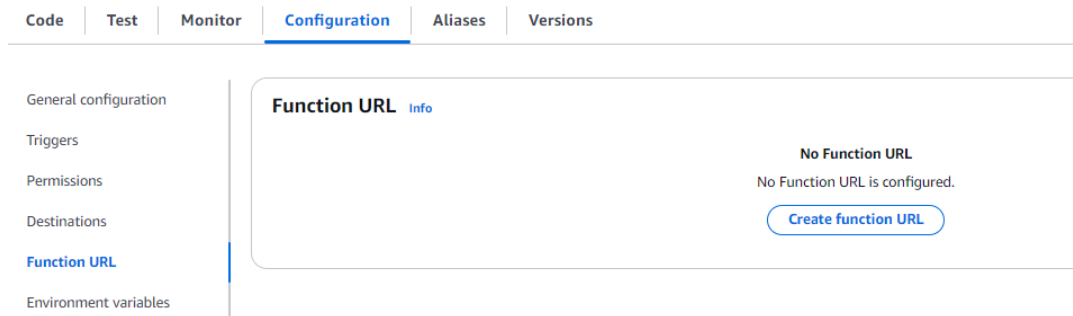 Code Test Monitor Configuration Aliases Versions
General configuration
Triggers
Permissions
Destinations
Function URL
Environment variables
Function URL Info
No Function URL
No Function URL is configured.
Create function URL